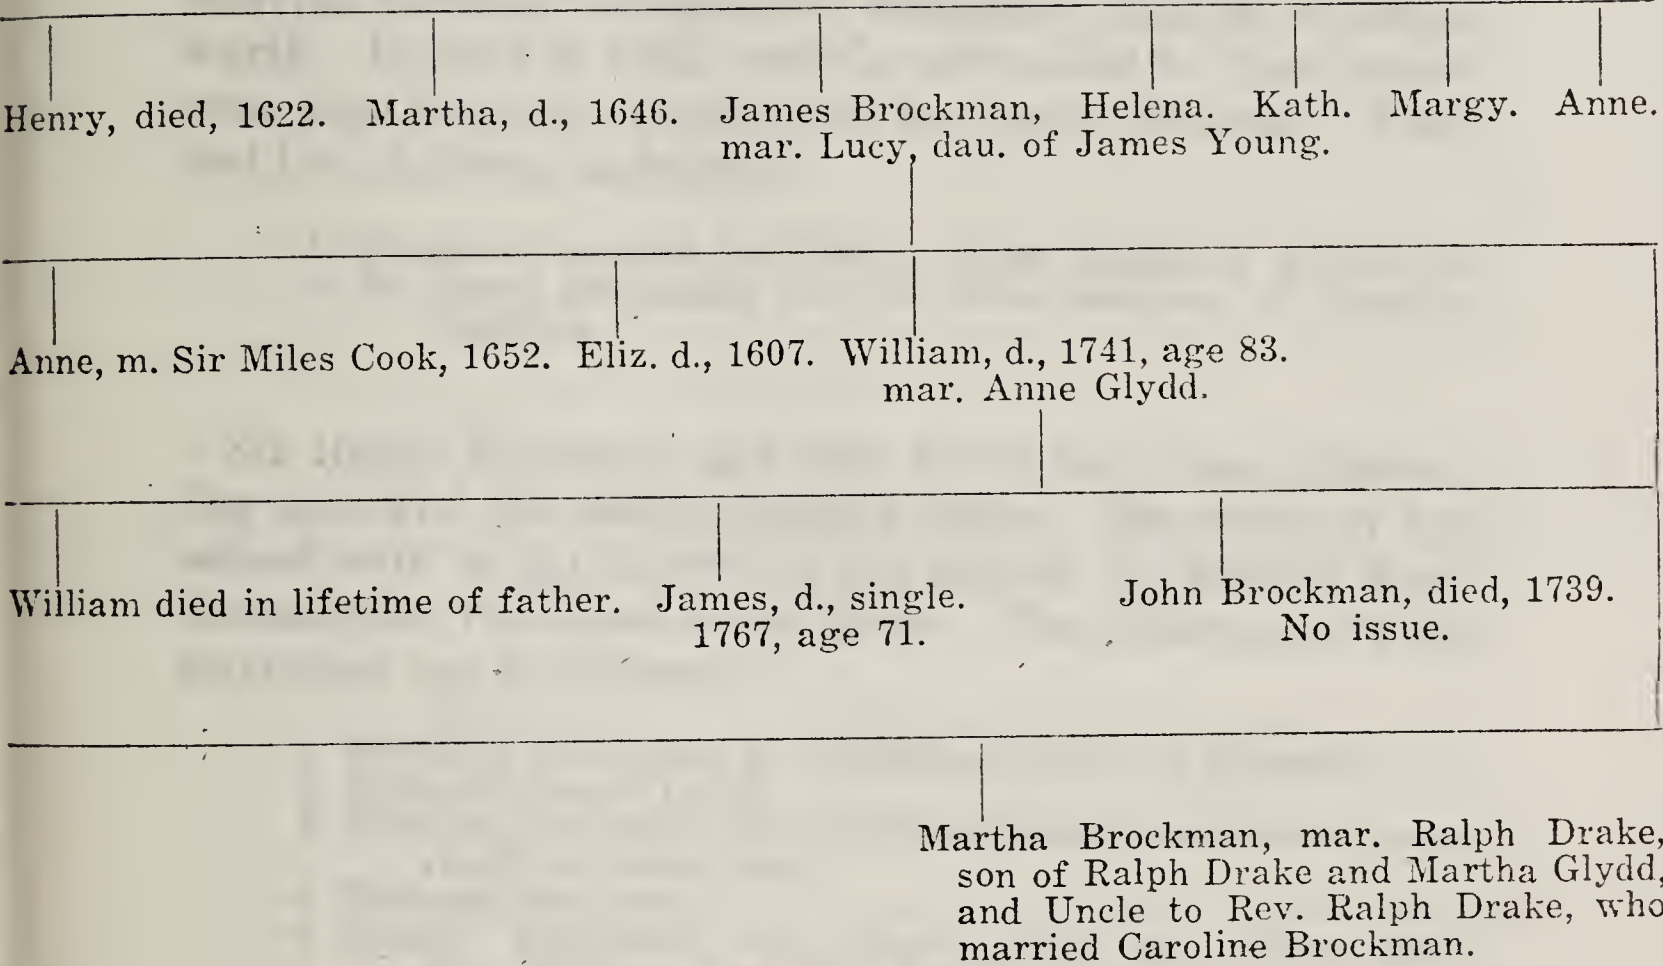 Henry, died, 1622. Martha, d., 1646. James Brockman, Helena. Kath. Margy. Anne.
mar. Lucy, dau. of James Young.
Anne, m. Sir Miles Cook, 1652. Eliz. d., 1607. William, d., 1741, age 83.
mar. Anne Glydd.
William died in lifetime of father. James, d., single. John Brockman, died, 1739.
1767, age 71. No issue.
Martha Brockman, mar. Ralph Drake,
son of Ralph Drake and Martha Glydd,
and Uncle to Rev. Ralph Drake, who
married Caroline Brockman.